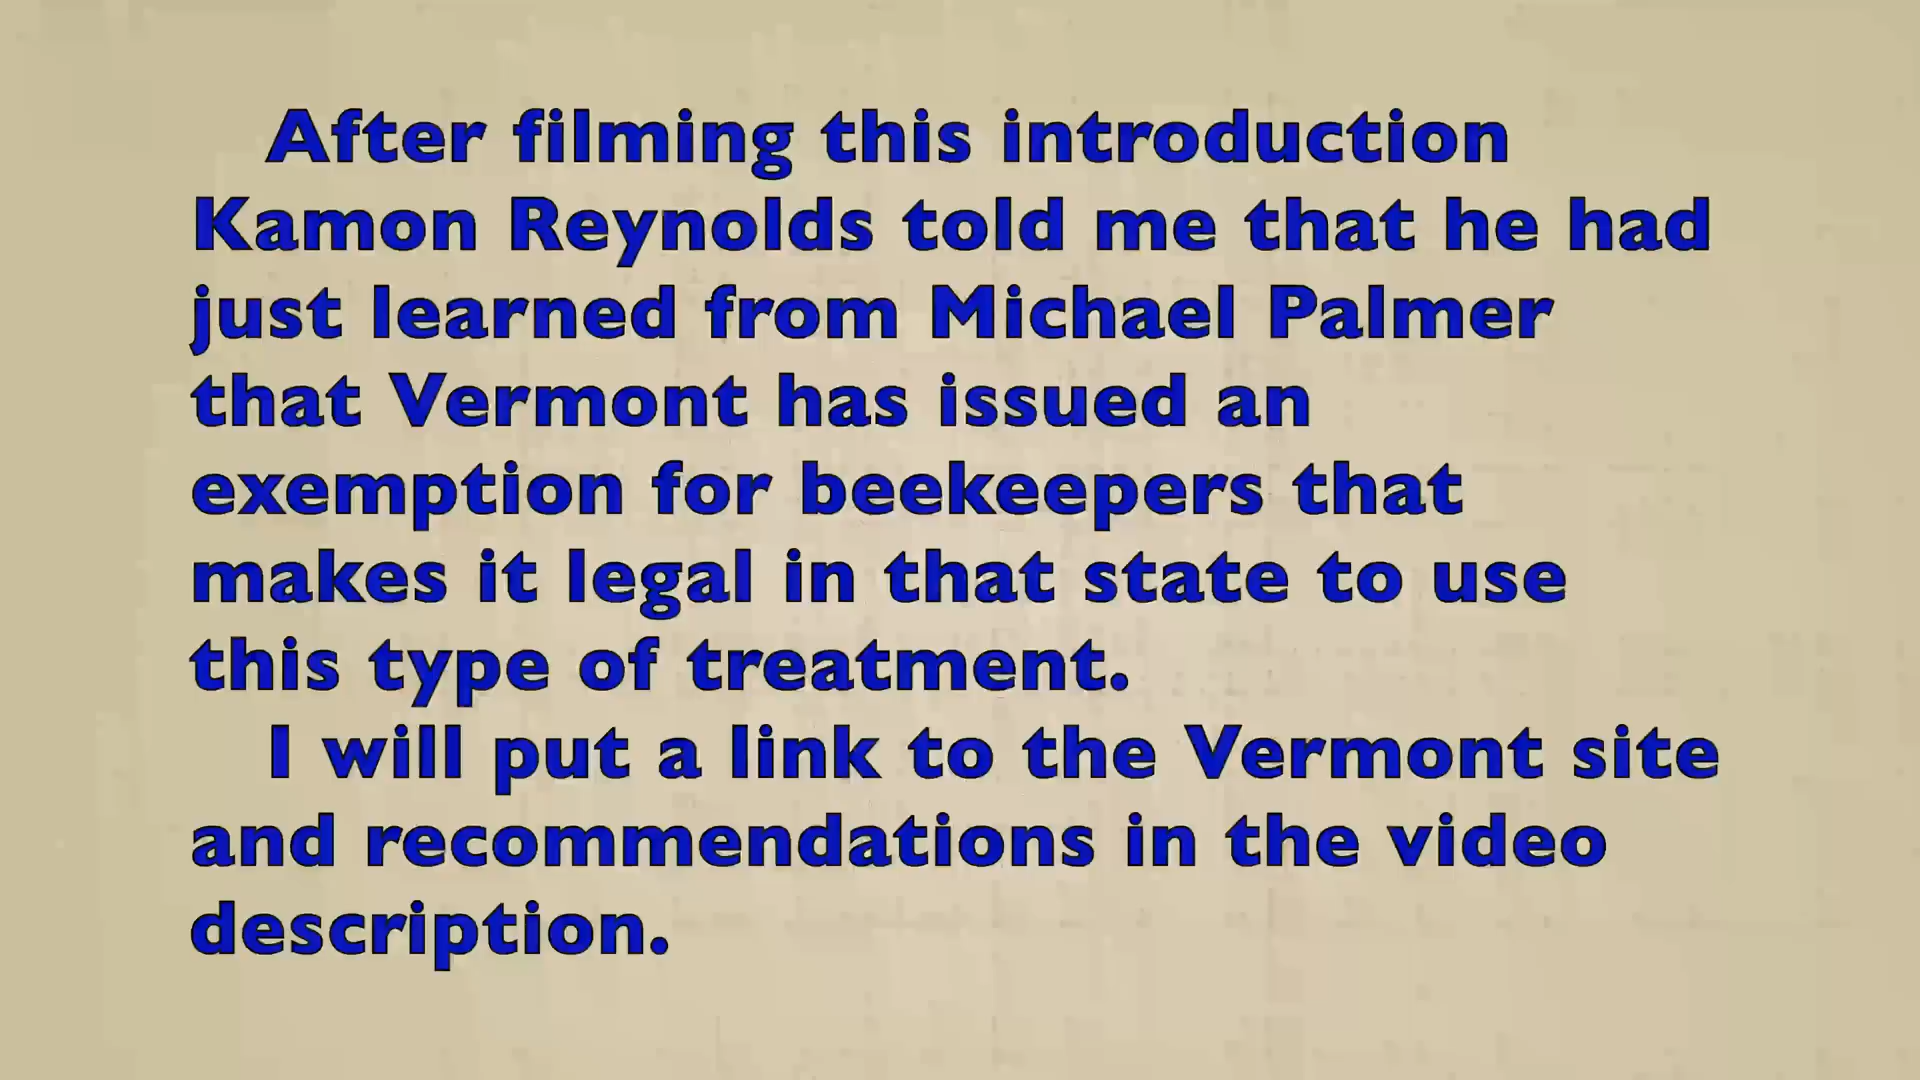 After filming this introduction
Kamon Reynolds told me that he had
just learned from Michael Palmer
that Vermont has issued an
exemption for beekeepers that
makes it legal in that state to use
this type of treatment.
I will put a link to the Vermont site
and recommendations in the video
description.